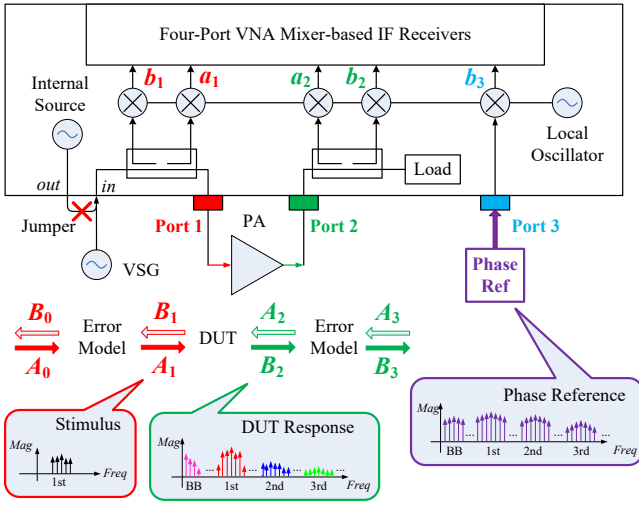 Four-Port VNA Mixer-based IF Receivers
b1 a1 a2 b2 b3
Internal
Source
Local
Oscillator
Load
out in
Jumper
Port 1 PA Port 2 Port 3
VSG
Phase
Ref
B0 B1 A2 A3
Error
Model
DUT
Error
Model
A0 A1 B2 B3
Stimulus
Mag
Freq
1st
DUT Response
Mag
... ... ... ...
Freq
BB 1st 2nd 3rd
Phase Reference
Mag
... ... ... ...
Freq
BB 1st 2nd 3rd